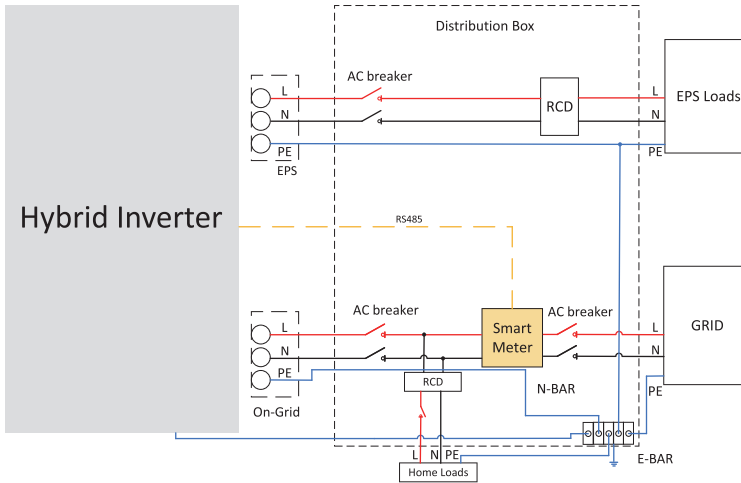 Distribution Box
AC breaker
L
N
PE
EPS
RCD
L
N
PE
EPS Loads
Hybrid Inverter
RS485
AC breaker
L
N
PE
On-Grid
Smart
Meter
AC breaker
L
N
PE
GRID
RCD
N-BAR
E-BAR
L N PE
Home Loads